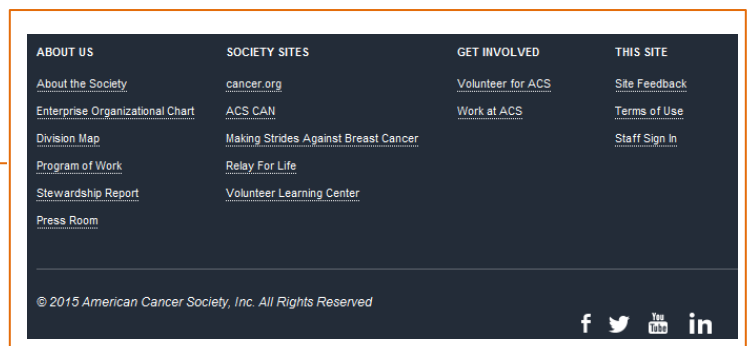 ABOUT US
About the Society
Enterprise Organizational Chart
Division Map
Program of Work
Stewardship Report
Press Room
SOCIETY SITES
cancer.org
ACS CAN
Making Strides Against Breast Cancer
Relay For Life
Volunteer Learning Center
GET INVOLVED
Volunteer for ACS
Work at ACS
THIS SITE
Site Feedback
Terms of Use
Staff Sign In
© 2015 American Cancer Society, Inc. All Rights Reserved
f
You
Tube
in